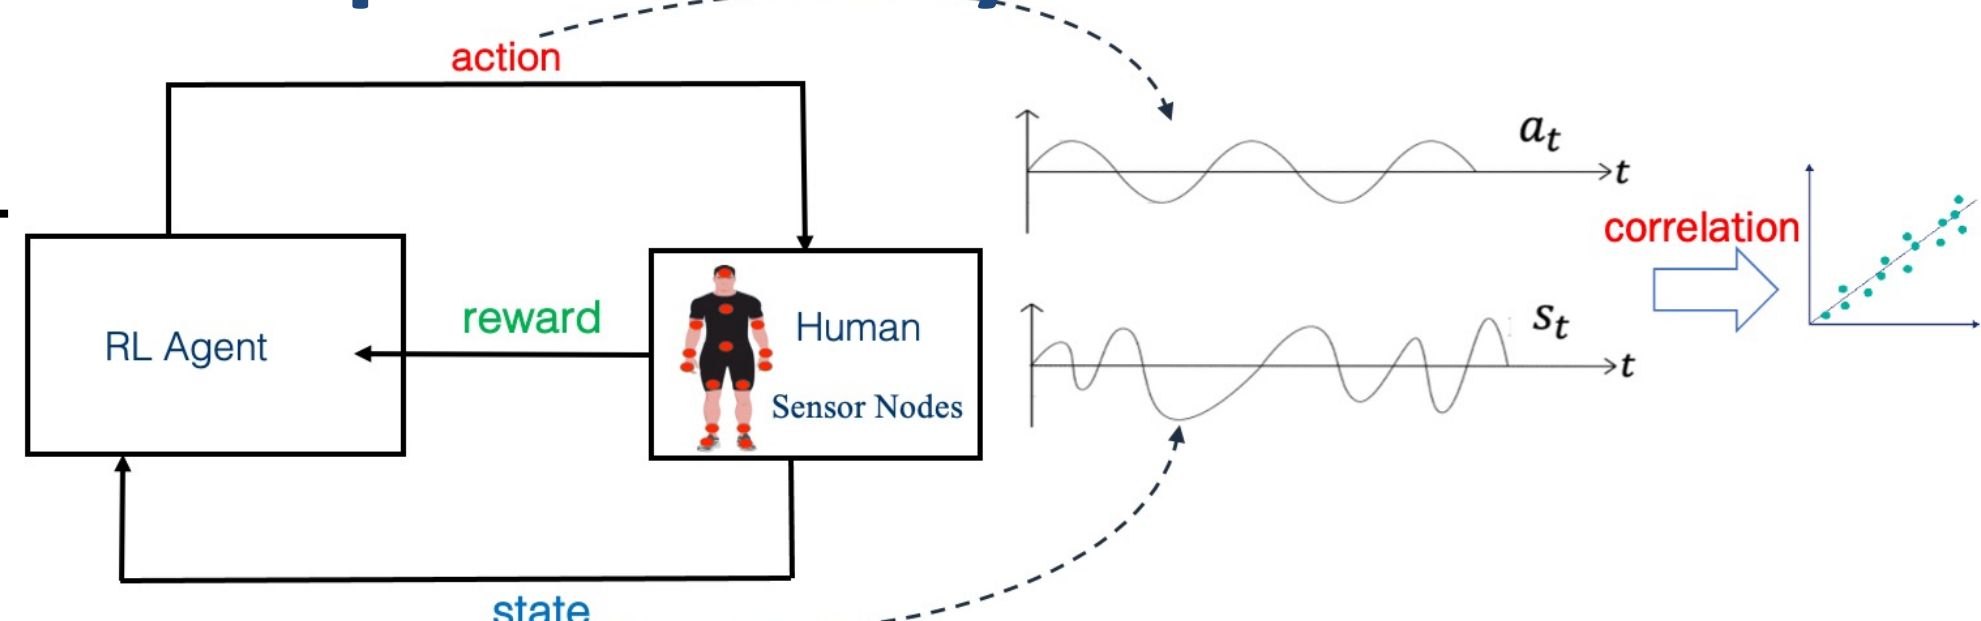 action
a_t
t
correlation
reward
Human
RL Agent
Sensor Nodes
s_t
t
state